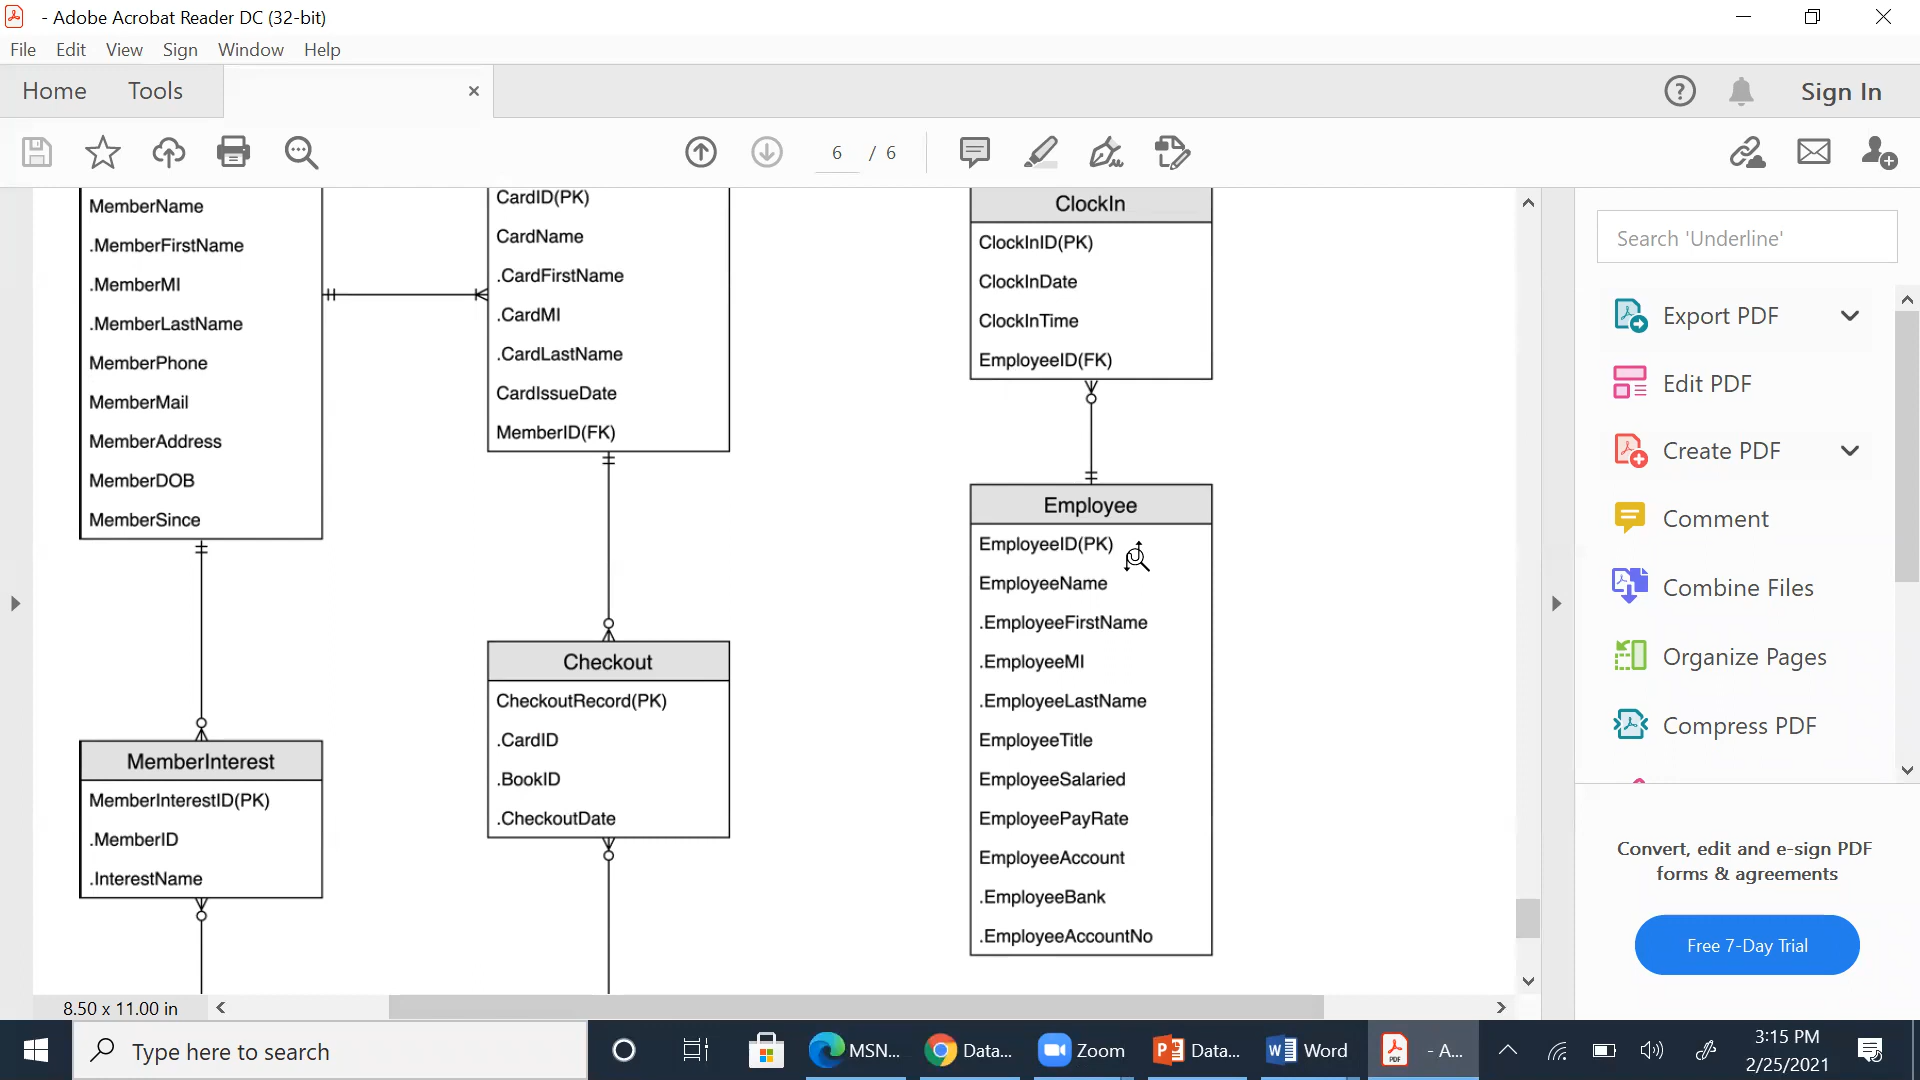 - Adobe Acrobat Reader DC (32-bit)
File Edit View Sign Window Help
Home Tools
Sign In
6 / 6
MemberName
.MemberFirstName
.MemberMI
.MemberLastName
MemberPhone
MemberMail
MemberAddress
MemberDOB
MemberSince
CardID(PK)
CardName
.CardFirstName
.CardMI
.CardLastName
CardIssueDate
MemberID(FK)
ClockIn
ClockInID(PK)
ClockInDate
ClockInTime
EmployeeID(FK)
Employee
EmployeeID(PK)
EmployeeName
.EmployeeFirstName
.EmployeeMI
.EmployeeLastName
EmployeeTitle
EmployeeSalaried
EmployeePayRate
EmployeeAccount
.EmployeeBank
.EmployeeAccountNo
Checkout
CheckoutRecord(PK)
.CardID
.BookID
.CheckoutDate
MemberInterest
MemberInterestID(PK)
.MemberID
.InterestName
8.50 x 11.00 in
Search 'Underline'
Export PDF
Edit PDF
Create PDF
Comment
Combine Files
Organize Pages
Compress PDF
Convert, edit and e-sign PDF
forms & agreements
Free 7-Day Trial
Type here to search
MSN...
Data...
Zoom
Data...
Word
- A...
3:15 PM
2/25/2021